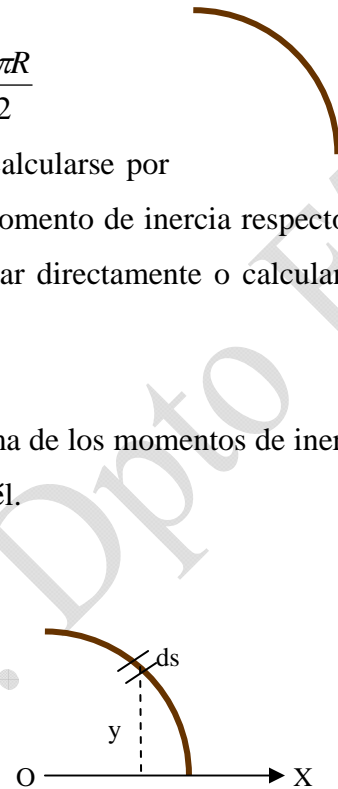 πR
2
alcularse por
omento de inercia respecto
ar directamente o calcular
na de los momentos de iner
él.
ds
y
O X
Dpto